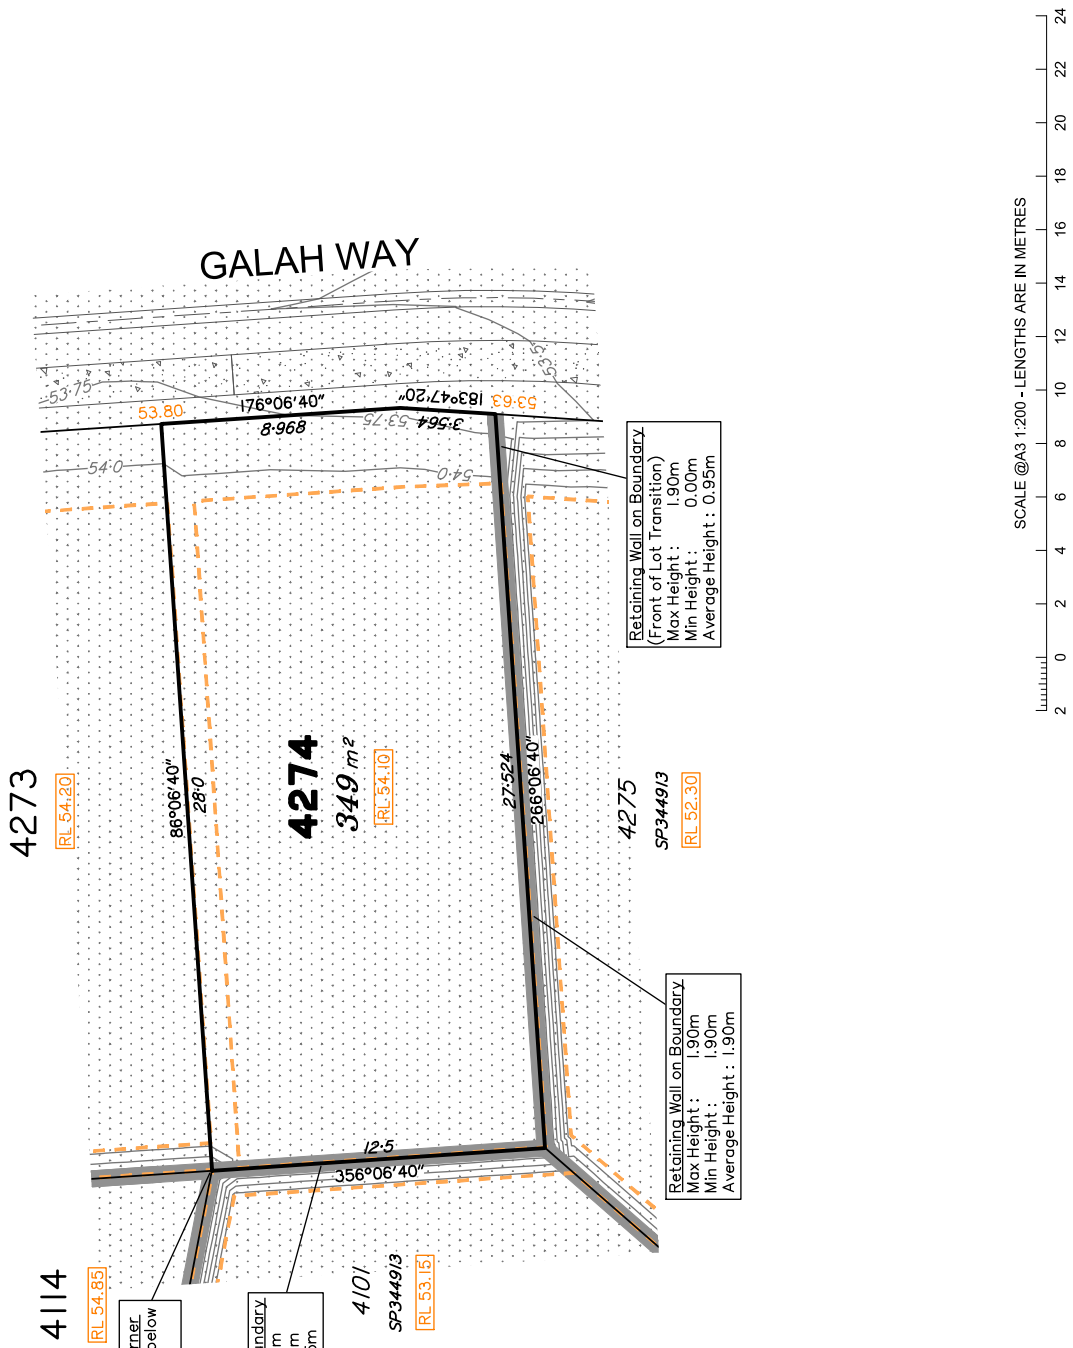 GALAH WAY
53.75
53.80
176°06'40"
8.968
183°47'20"
3.564
53.63
53.5
53.75
54.0
54.0
4273
RL 54.20
86°06'40"
28.0
4274
349 m²
RL 54.10
27.524
266°06'40"
4275
SP344913
RL 52.30
Retaining Wall on Boundary
(Front of Lot Transition)
Max Height : 1.90m
Min Height : 0.00m
Average Height : 0.95m
Retaining Wall on Boundary
Max Height : 1.90m
Min Height : 1.90m
Average Height : 1.90m
12.5
356°06'40"
4114
RL 54.85
4101
SP344913
RL 53.15
rner
below
undary
m
m
5m
SCALE @A3 1:200 - LENGTHS ARE IN METRES
2 0 2 4 6 8 10 12 14 16 18 20 22 24